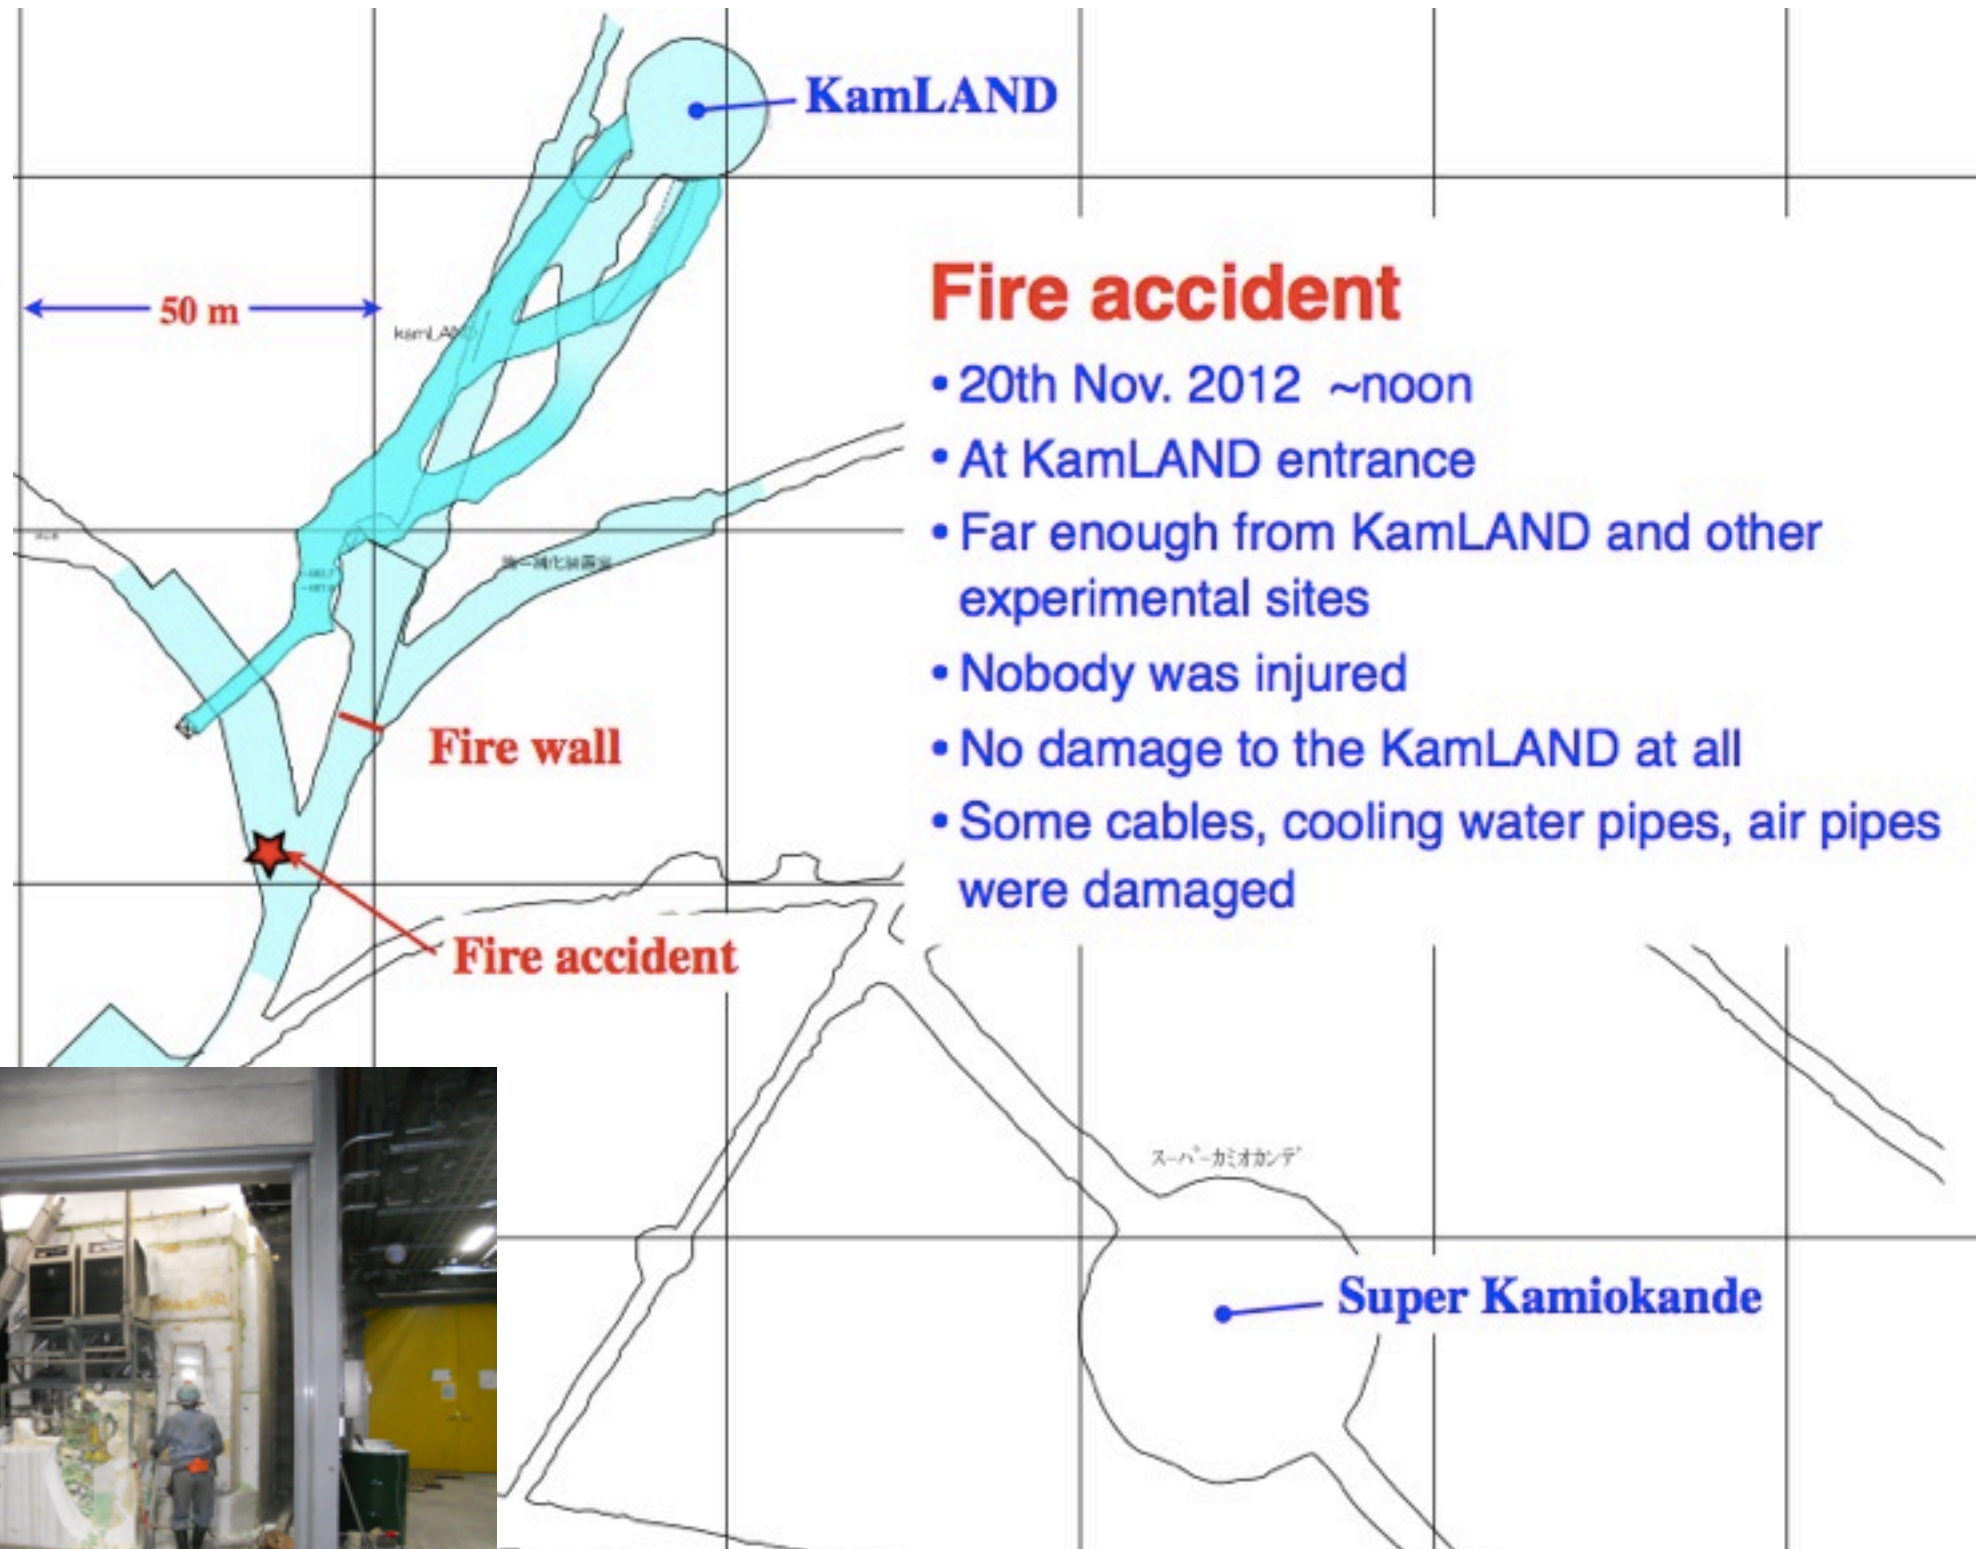 KamLAND
50 m
kamLAND
Fire accident
• 20th Nov. 2012 ~noon
• At KamLAND entrance
• Far enough from KamLAND and other
experimental sites
• Nobody was injured
• No damage to the KamLAND at all
• Some cables, cooling water pipes, air pipes
were damaged
Fire wall
Fire accident
スーパーカミオカンデ
Super Kamiokande